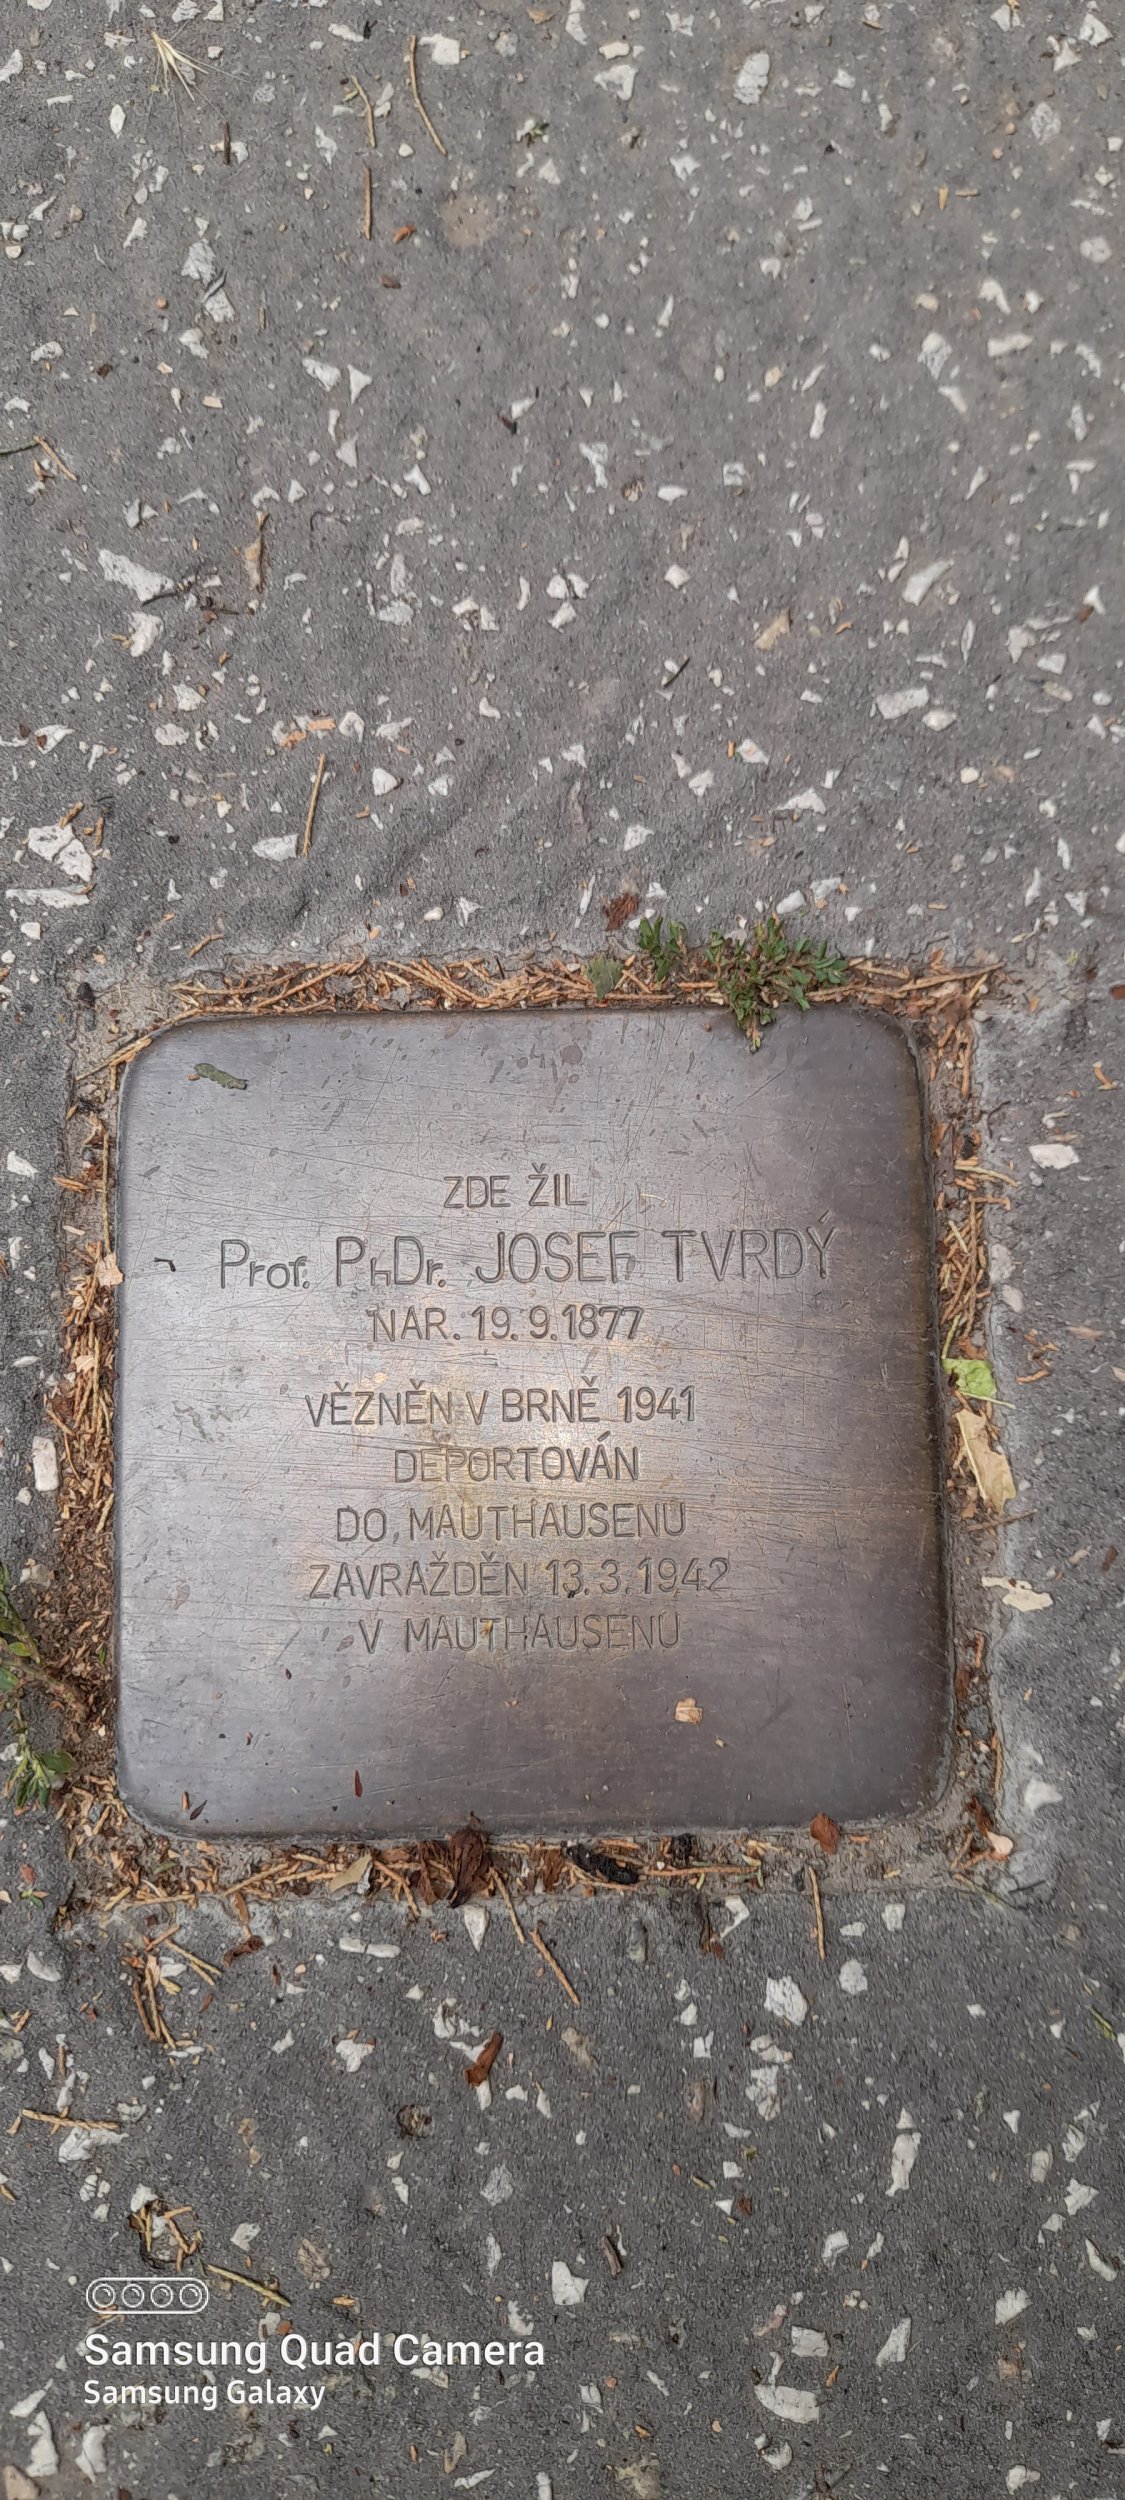 ZDE ŽIL
Prof. PhDr. JOSEF TVRDÝ
NAR. 19.9.1877
VĚZNĚN V BRNĚ 1941
DEPORTOVÁN
DO MAUTHAUSENU
ZAVRAŽDĚN 13.3.1942
V MAUTHAUSENU
Samsung Quad Camera
Samsung Galaxy